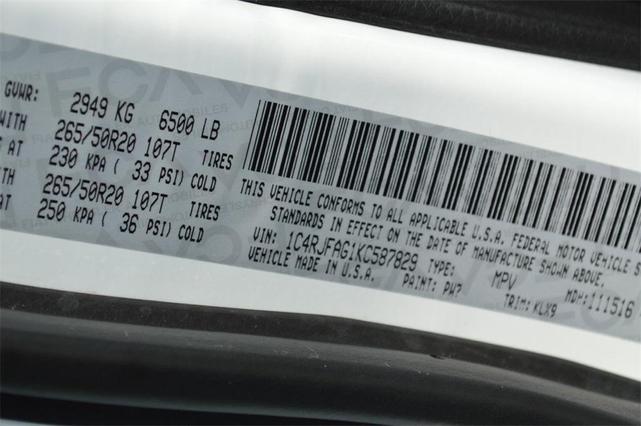 GVWR: 2949 KG 6500 LB
WITH 265/50R20 107T TIRES
AT 230 KPA ( 33 PSI) COLD
WITH 265/50R20 107T TIRES
AT 250 KPA ( 36 PSI) COLD
THIS VEHICLE CONFORMS TO ALL APPLICABLE U.S.A. FEDERAL MOTOR VEHICLE S
STANDARDS IN EFFECT ON THE DATE OF MANUFACTURE SHOWN ABOVE.
VIN: 1C4RJFAG1KC587829 TYPE: MPV MDH:111516
VEHICLE MADE IN U.S.A. PAINT: PW7 TRIM: KLX9